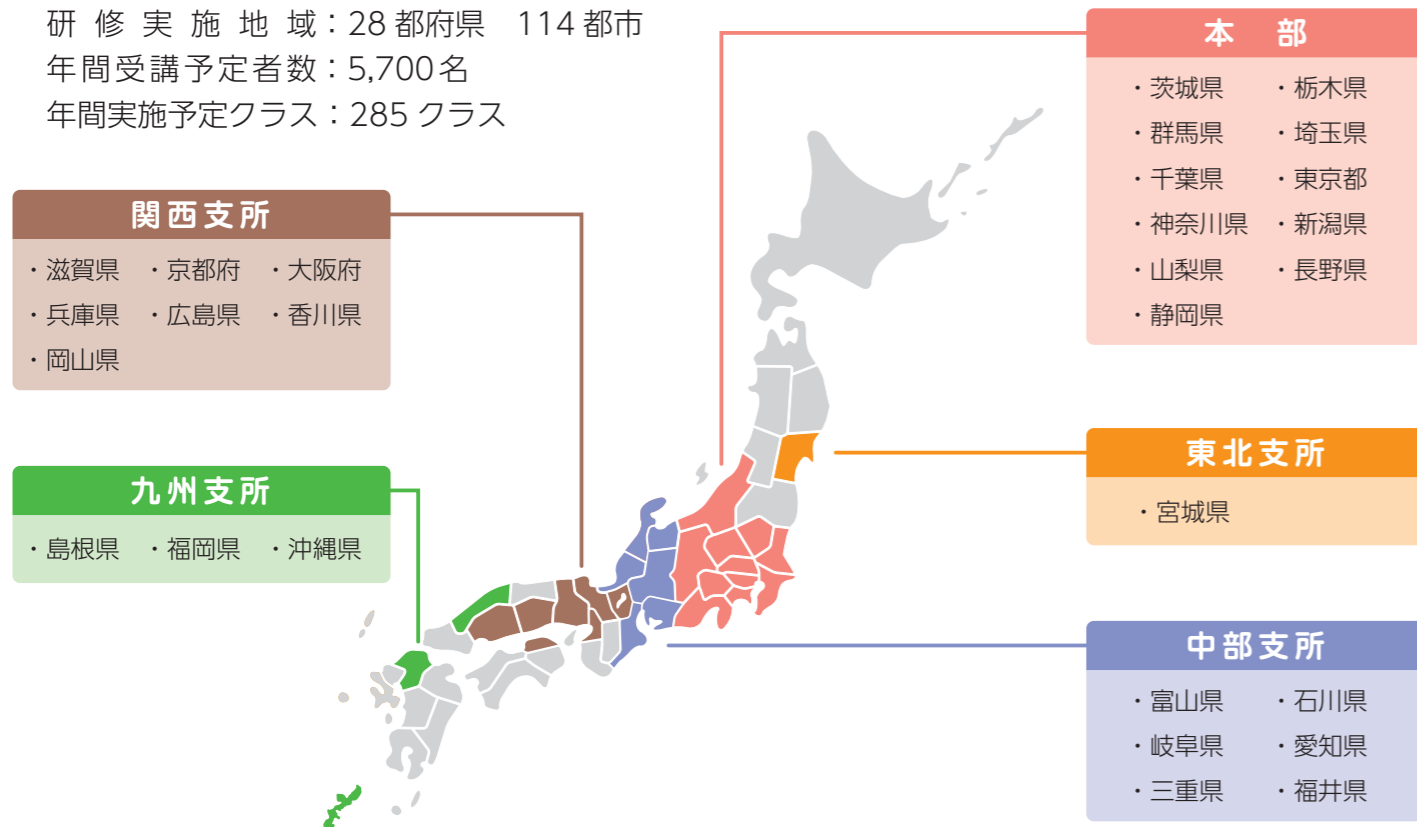 研修実施地域：28都府県　114都市
年間受講予定者数：5,700名
年間実施予定クラス：285クラス
本　部
・茨城県　・栃木県
・群馬県　・埼玉県
・千葉県　・東京都
・神奈川県　・新潟県
・山梨県　・長野県
・静岡県
関西支所
・滋賀県　・京都府　・大阪府
・兵庫県　・広島県　・香川県
・岡山県
東北支所
・宮城県
九州支所
・島根県　・福岡県　・沖縄県
中部支所
・富山県　・石川県
・岐阜県　・愛知県
・三重県　・福井県